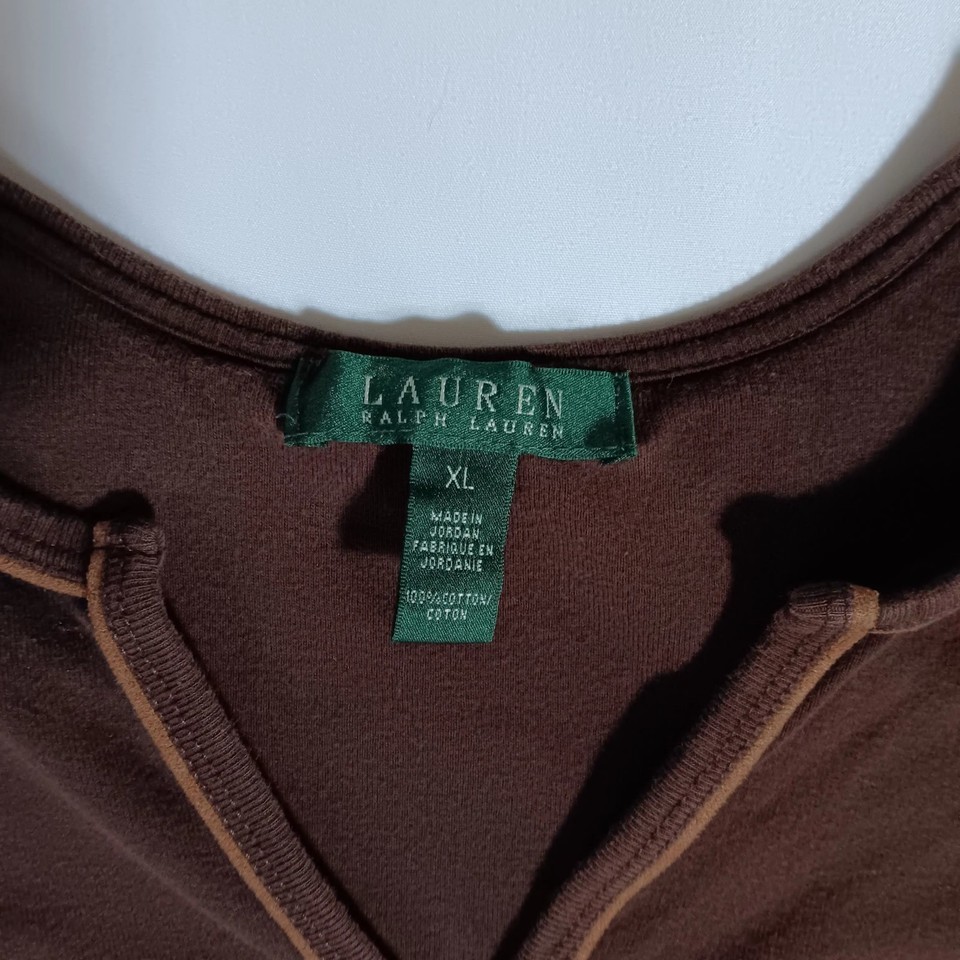 LAUREN
RALPH LAUREN
XL
MADE IN
JORDAN
FABRIQUE EN
JORDANIE
100% COTTON/
COTON